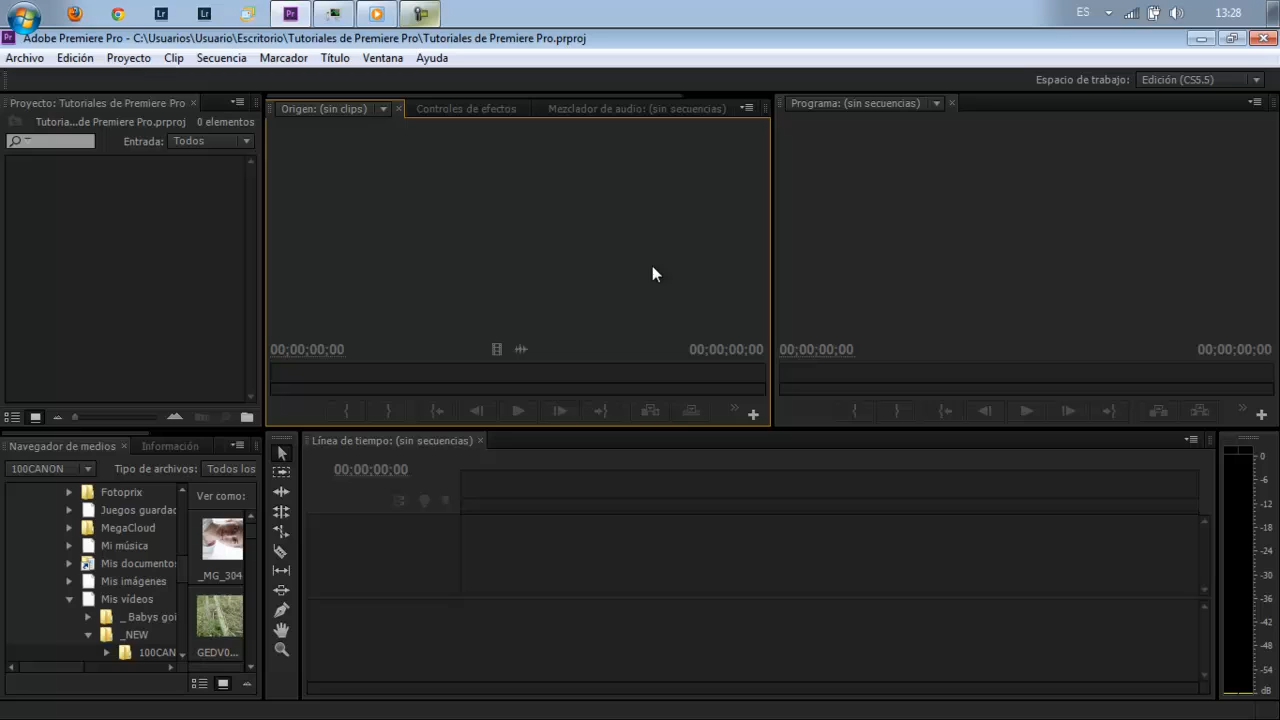 ES
13:28
Adobe Premiere Pro - C:\Usuarios\Usuario\Escritorio\Tutoriales de Premiere Pro\Tutoriales de Premiere Pro.prproj
Archivo Edición Proyecto Clip Secuencia Marcador Título Ventana Ayuda
Espacio de trabajo: Edición (CS5.5)
Proyecto: Tutoriales de Premiere Pro
Tutoria...de Premiere Pro.prproj 0 elementos
Entrada: Todos
Origen: (sin clips) Controles de efectos Mezclador de audio: (sin secuencias)
00;00;00;00 00;00;00;00
Programa: (sin secuencias)
00;00;00;00 00;00;00;00
Navegador de medios Información
100CANON Tipo de archivos: Todos los
Fotoprix
Juegos guardad
MegaCloud
Mi música
Mis documentos
Mis imágenes
Mis vídeos
_ Babys goi
_NEW
100CAN
Ver como:
_MG_304
GEDV0...
Línea de tiempo: (sin secuencias)
00;00;00;00
0
-6
-12
-18
-24
-30
-36
-42
-48
-54
dB